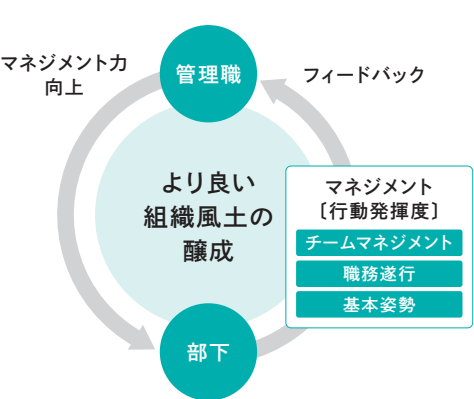 マネジメント力
向上
管理職
フィードバック
より良い
組織風土の
醸成
マネジメント
〔行動発揮度〕
チームマネジメント
職務遂行
基本姿勢
部下